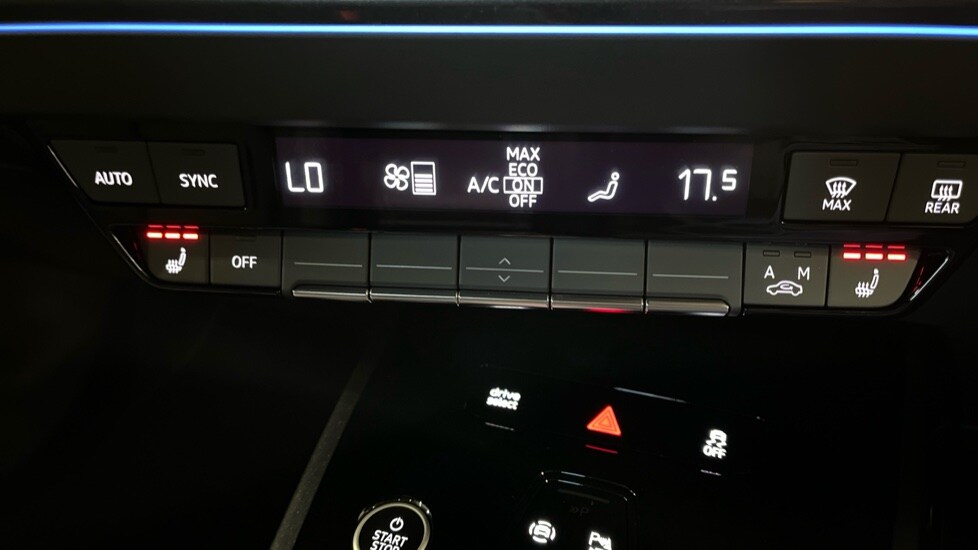 AUTO
SYNC
LO
A/C
MAX
ECO
ON
OFF
17.5
MAX
REAR
OFF
A M
drive
select
OFF
START
STOP